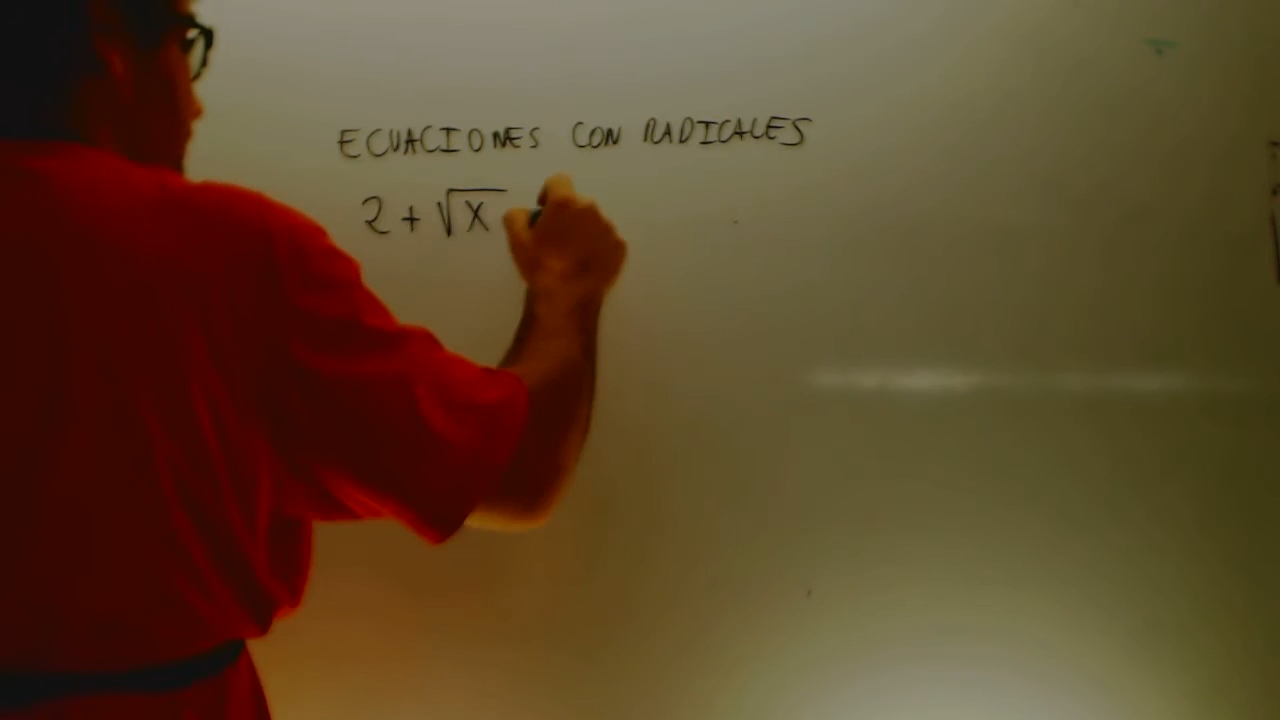 ECUACIONES CON RADICALES
2 + √x